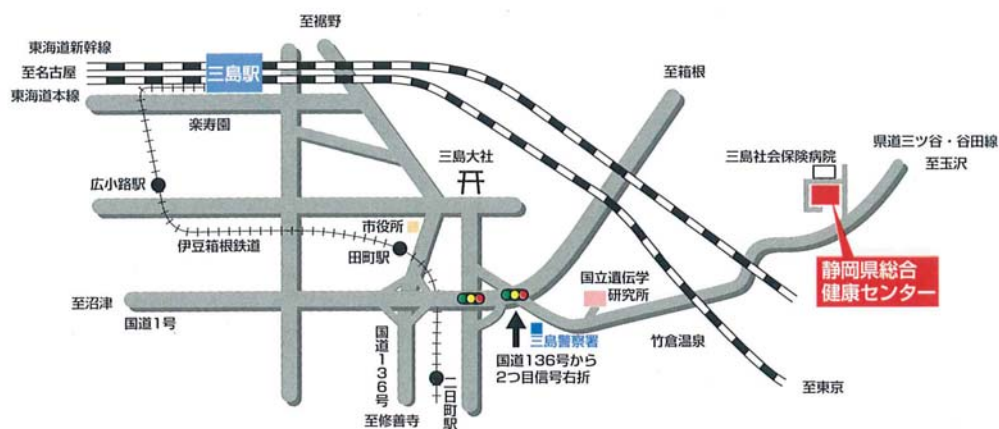 至裾野
東海道新幹線
至名古屋
東海道本線
三島駅
楽寿園
至箱根
県道三ツ谷・谷田線
至玉沢
三島社会保険病院
三島大社
広小路駅
市役所
田町駅
伊豆箱根鉄道
静岡県総合
健康センター
国立遺伝学
研究所
至沼津
国道1号
竹倉温泉
三島警察署
国道136号から
2つ目信号右折
国道136号
二日町駅
至東京
至修善寺